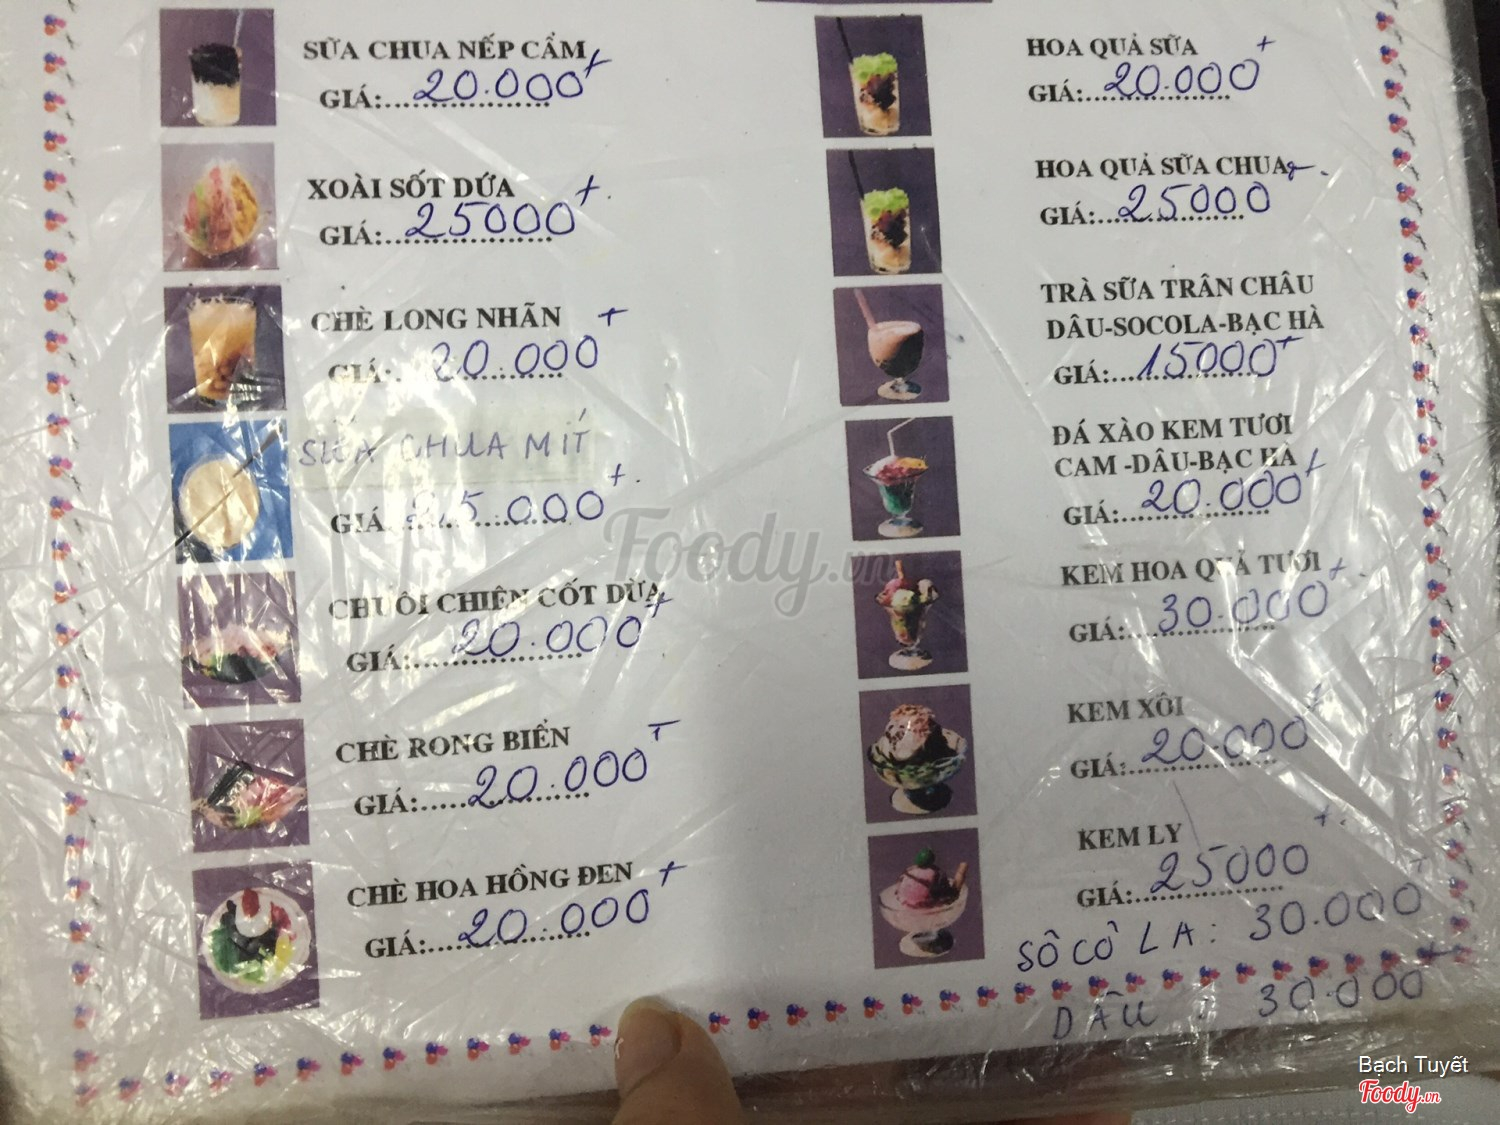 SỮA CHUA NẾP CẨM +
GIÁ:..................20.000
XOÀI SỐT DỨA +
GIÁ:..................25000
CHÈ LONG NHÃN +
GIÁ:..................20.000
SỮA CHUA MÍT
GIÁ..................25.000 +
CHUỐI CHIÊN CỐT DỪA +
GIÁ:..................20.000
CHÈ RONG BIỂN
GIÁ:..................20.000 +
CHÈ HOA HỒNG ĐEN +
GIÁ:..................20.000
HOA QUẢ SỮA +
GIÁ:..................20.000
HOA QUẢ SỮA CHUA
GIÁ:..................25000
TRÀ SỮA TRÂN CHÂU
DÂU-SOCOLA-BẠC HÀ
GIÁ:..................15000 +
ĐÁ XÀO KEM TƯƠI
CAM -DÂU-BẠC HÀ +
GIÁ:..................20.000
KEM HOA QUẢ TƯƠI +
GIÁ:..................30.000
KEM XÔI +
GIÁ:..................20.000
KEM LY +
GIÁ:..................25000
SÔ CÔ LA : 30.000 +
DÂU : 30.000 +
Foody.vn
Bạch Tuyết
Foody.vn